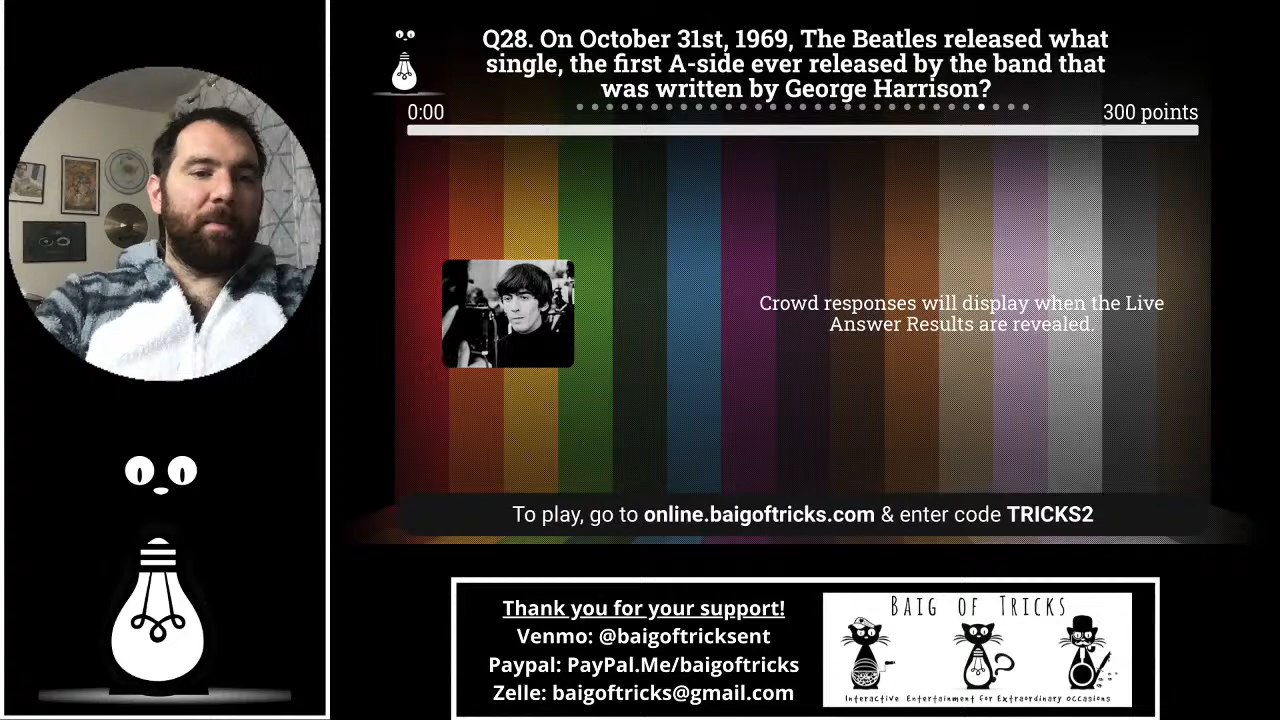 Q28. On October 31st, 1969, The Beatles released what
single, the first A-side ever released by the band that
was written by George Harrison?
0:00
300 points
Crowd responses will display when the Live
Answer Results are revealed.
To play, go to online.baigoftricks.com & enter code TRICKS2
Thank you for your support!
Venmo: @baigoftricksent
Paypal: PayPal.Me/baigoftricks
Zelle: baigoftricks@gmail.com
BAIG OF TRICKS
Interactive Entertainment for Extraordinary occasions